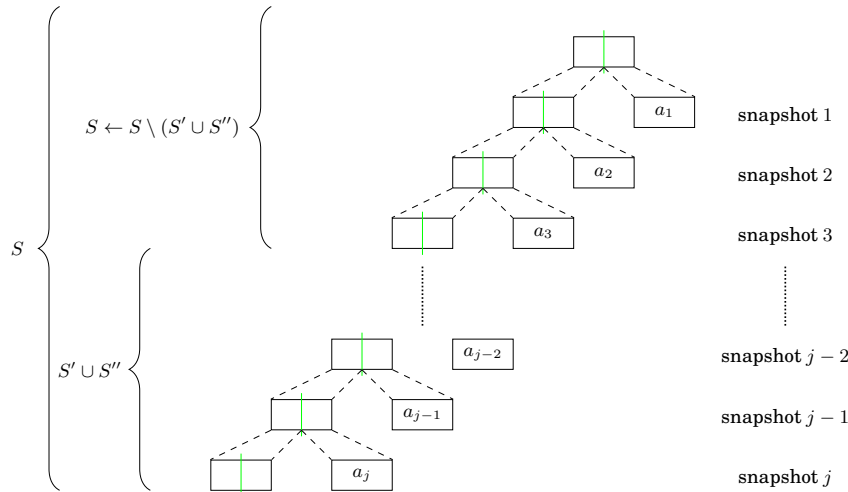 a₁ snapshot 1
S ← S \ (S′ ∪ S″)
a₂ snapshot 2
a₃ snapshot 3
S
aⱼ₋₂ snapshot j − 2
S′ ∪ S″
aⱼ₋₁ snapshot j − 1
aⱼ snapshot j